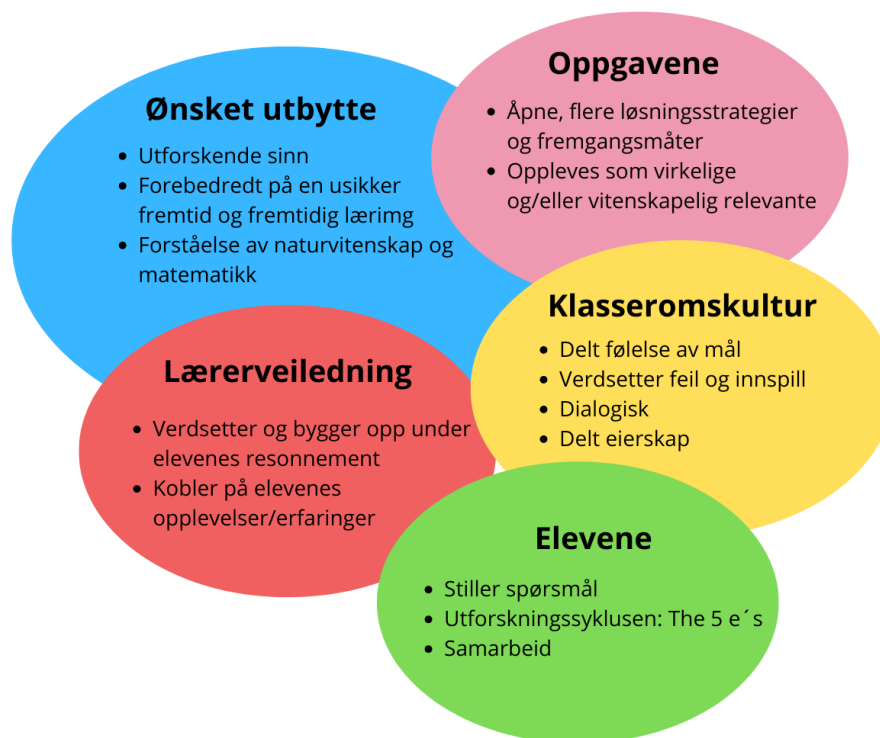 Ønsket utbytte
• Utforskende sinn
• Forebedredt på en usikker
fremtid og fremtidig lærimg
• Forståelse av naturvitenskap og
matematikk
Oppgavene
• Åpne, flere løsningsstrategier
og fremgangsmåter
• Oppleves som virkelige
og/eller vitenskapelig relevante
Klasseromskultur
• Delt følelse av mål
• Verdsetter feil og innspill
• Dialogisk
• Delt eierskap
Lærerveiledning
• Verdsetter og bygger opp under
elevenes resonnement
• Kobler på elevenes
opplevelser/erfaringer
Elevene
• Stiller spørsmål
• Utforskningssyklusen: The 5 e´s
• Samarbeid